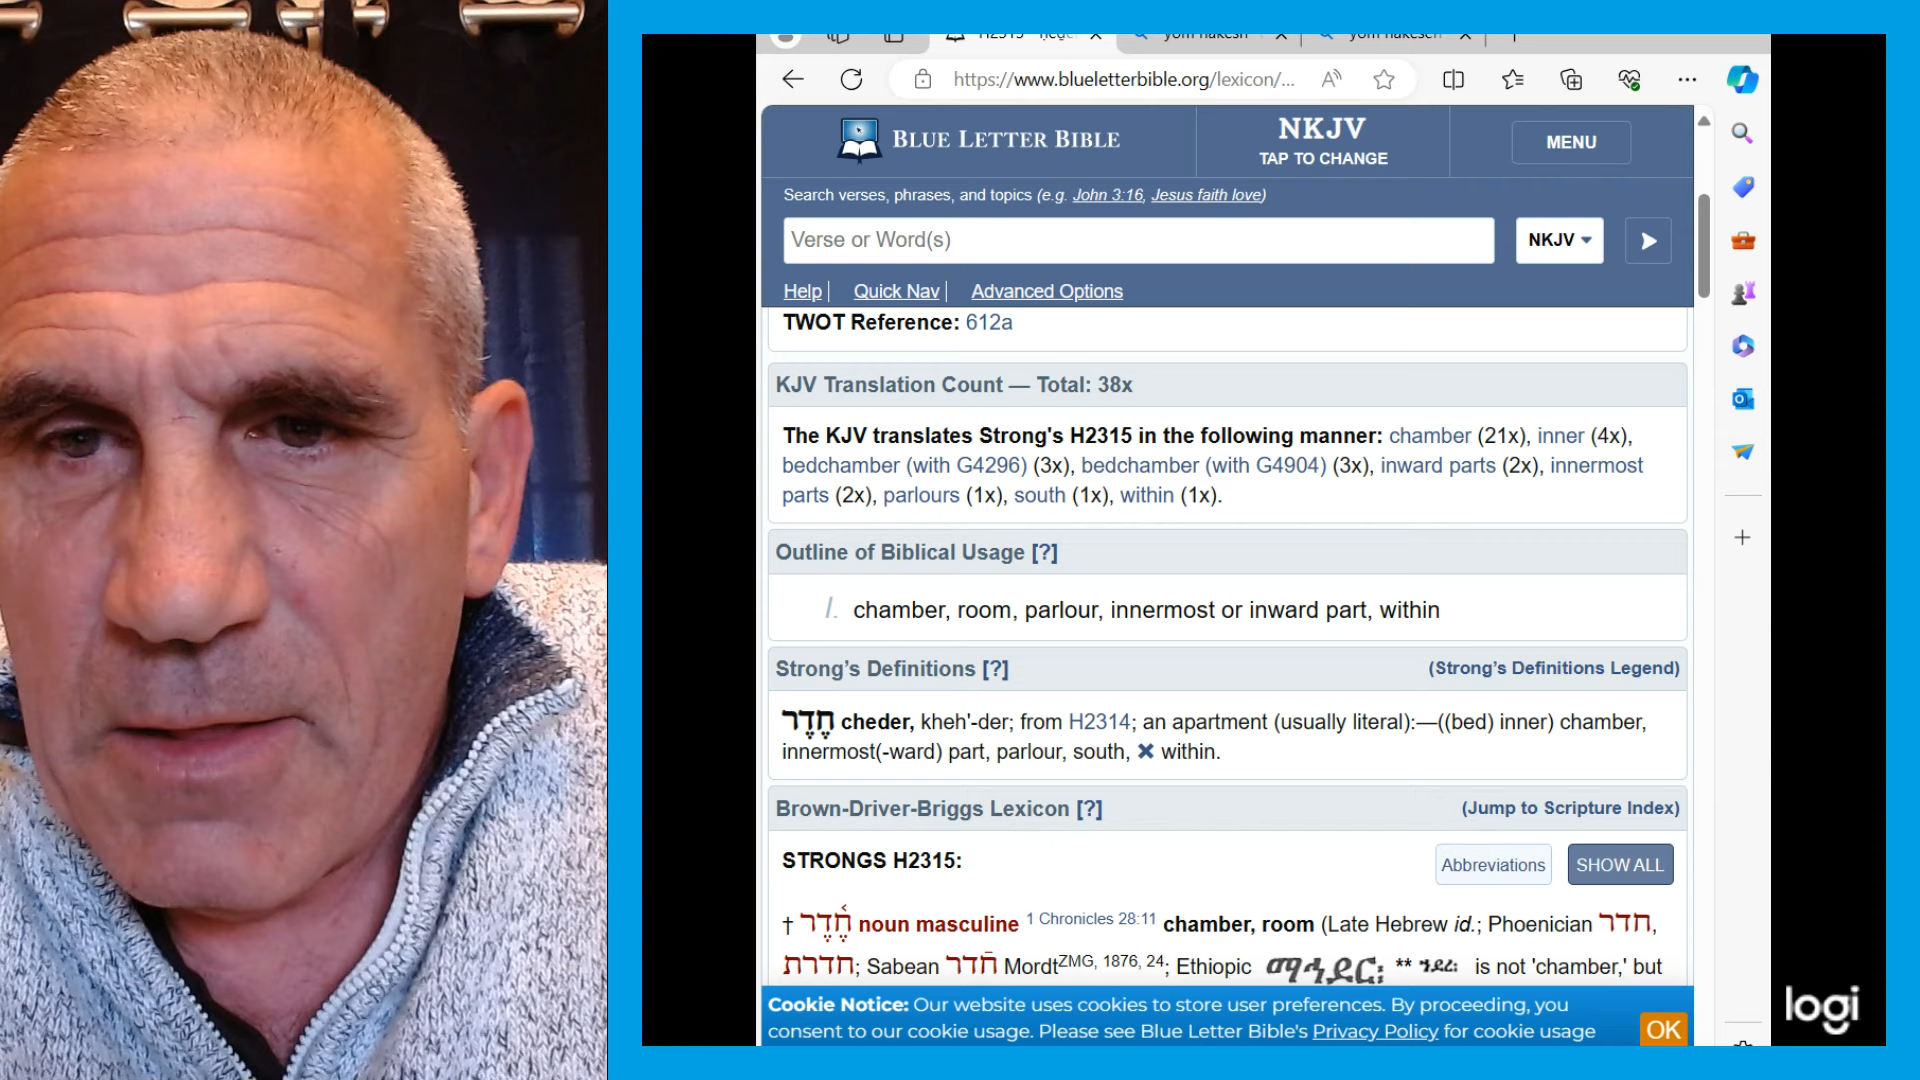 https://www.blueletterbible.org/lexicon/...
BLUE LETTER BIBLE
NKJV
TAP TO CHANGE
MENU
Search verses, phrases, and topics (e.g. John 3:16, Jesus faith love)
Verse or Word(s)
NKJV
Help | Quick Nav | Advanced Options
TWOT Reference: 612a
KJV Translation Count — Total: 38x
The KJV translates Strong's H2315 in the following manner: chamber (21x), inner (4x),
bedchamber (with G4296) (3x), bedchamber (with G4904) (3x), inward parts (2x), innermost
parts (2x), parlours (1x), south (1x), within (1x).
Outline of Biblical Usage [?]
I. chamber, room, parlour, innermost or inward part, within
Strong's Definitions [?]
(Strong's Definitions Legend)
חֶדֶר cheder, kheh'-der; from H2314; an apartment (usually literal):—((bed) inner) chamber,
innermost(-ward) part, parlour, south, × within.
Brown-Driver-Briggs Lexicon [?]
(Jump to Scripture Index)
STRONGS H2315:
Abbreviations
SHOW ALL
† חֶ֫דֶר noun masculine 1 Chronicles 28:11 chamber, room (Late Hebrew id.; Phoenician חדר,
חדרת; Sabean חדר Mordt ZMG, 1876, 24; Ethiopic ** is not 'chamber,' but
Cookie Notice: Our website uses cookies to store user preferences. By proceeding, you
consent to our cookie usage. Please see Blue Letter Bible's Privacy Policy for cookie usage
OK
logi